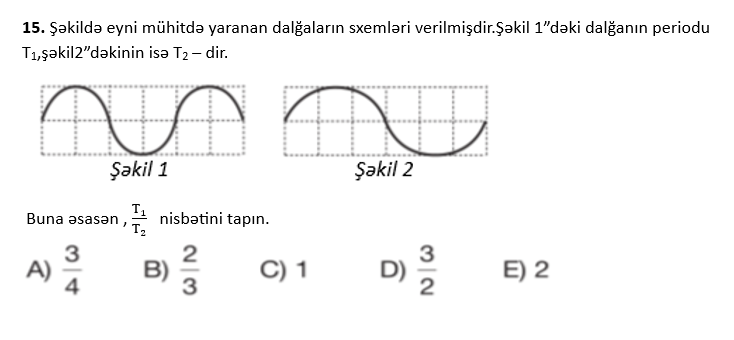 15. Şəkildə eyni mühitdə yaranan dalğaların sxemləri verilmişdir.Şəkil 1”dəki dalğanın periodu
T₁,şəkil2”dəkinin isə T₂ – dir.
Şəkil 1 Şəkil 2
Buna əsasən , T₁/T₂ nisbətini tapın.
A) 3/4 B) 2/3 C) 1 D) 3/2 E) 2